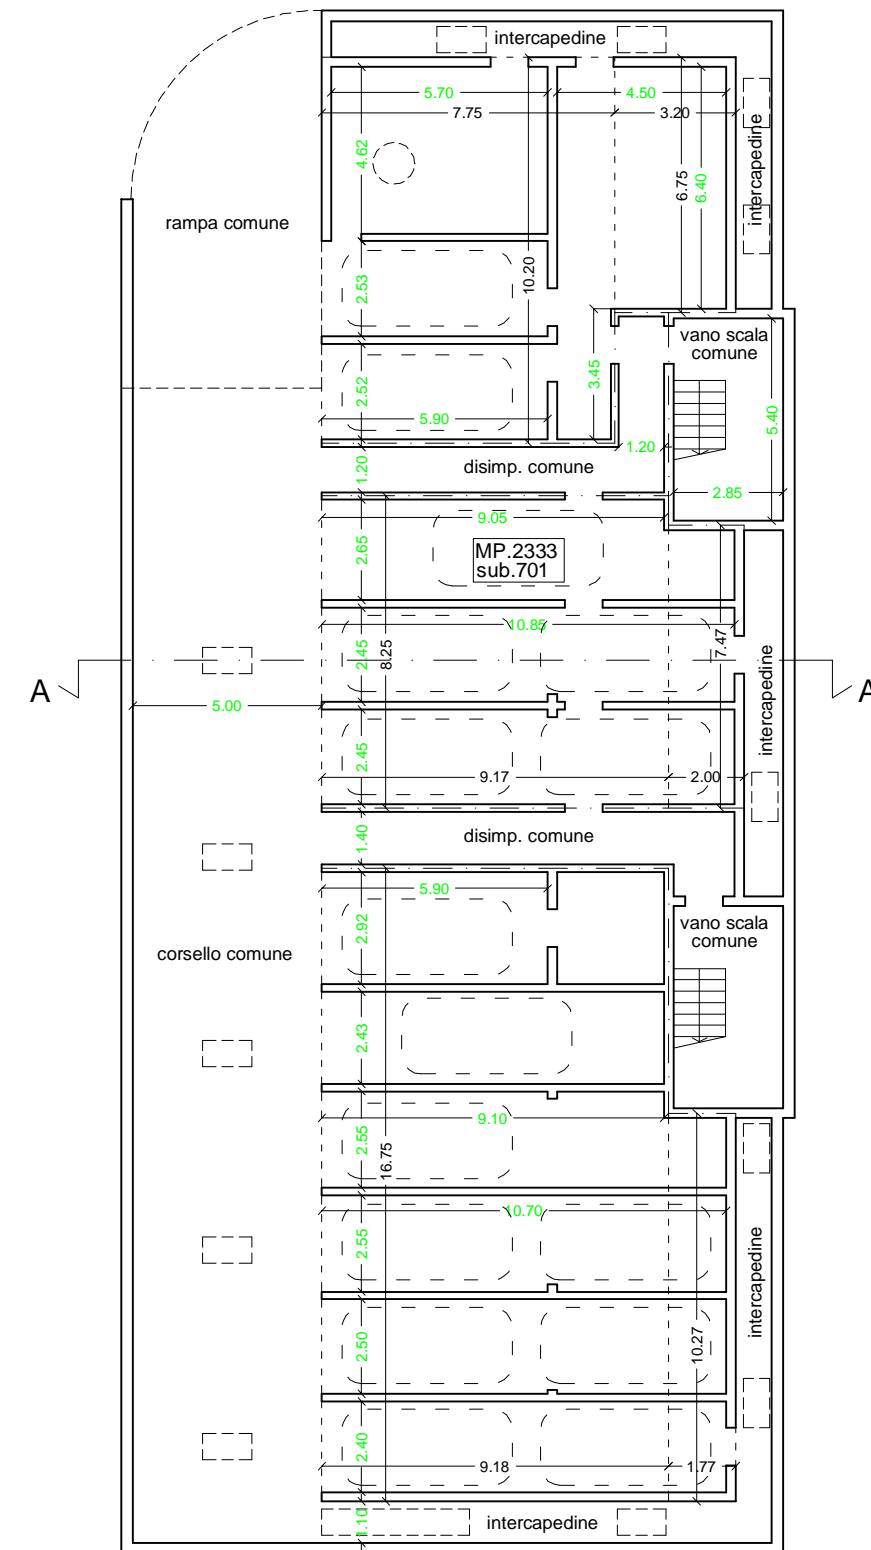 intercapedine
5.70
4.50
7.75
3.20
intercapedine
4.62
6.75
6.40
rampa comune
10.20
2.53
vano scala
comune
3.45
2.52
5.40
5.90
1.20
disimp. comune
1.20
2.85
9.05
MP.2333
sub.701
2.65
10.85
7.47
2.45
8.25
intercapedine
A
A
5.00
2.45
9.17
2.00
disimp. comune
1.40
5.90
vano scala
comune
2.92
corsello comune
2.43
9.10
2.55
16.75
10.70
2.55
intercapedine
2.50
10.27
2.40
9.18
1.77
1.10
intercapedine